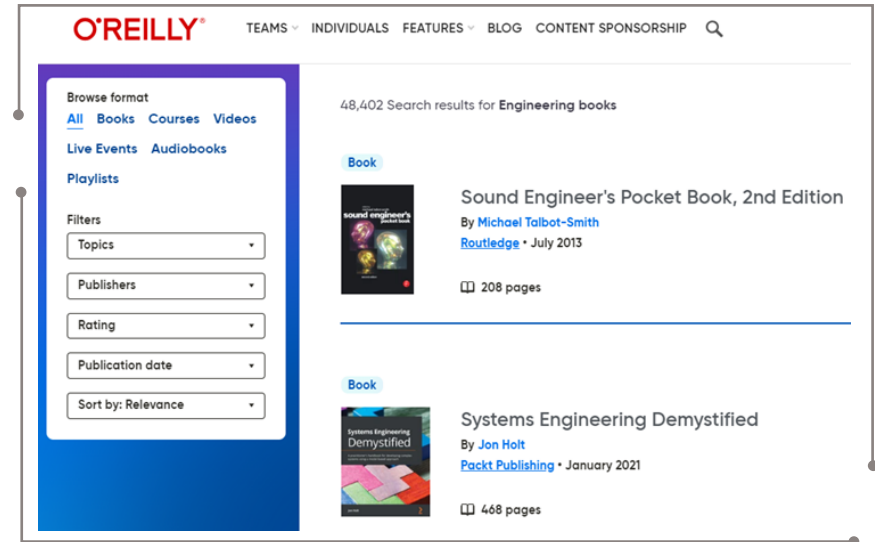 O'REILLY®
TEAMS INDIVIDUALS FEATURES BLOG CONTENT SPONSORSHIP
Browse format
All Books Courses Videos
Live Events Audiobooks
Playlists
Filters
Topics
Publishers
Rating
Publication date
Sort by: Relevance
48,402 Search results for Engineering books
Book
sound engineer's
pocket book
Sound Engineer's Pocket Book, 2nd Edition
By Michael Talbot-Smith
Routledge • July 2013
208 pages
Book
Systems Engineering
Demystified
Systems Engineering Demystified
By Jon Holt
Packt Publishing • January 2021
468 pages